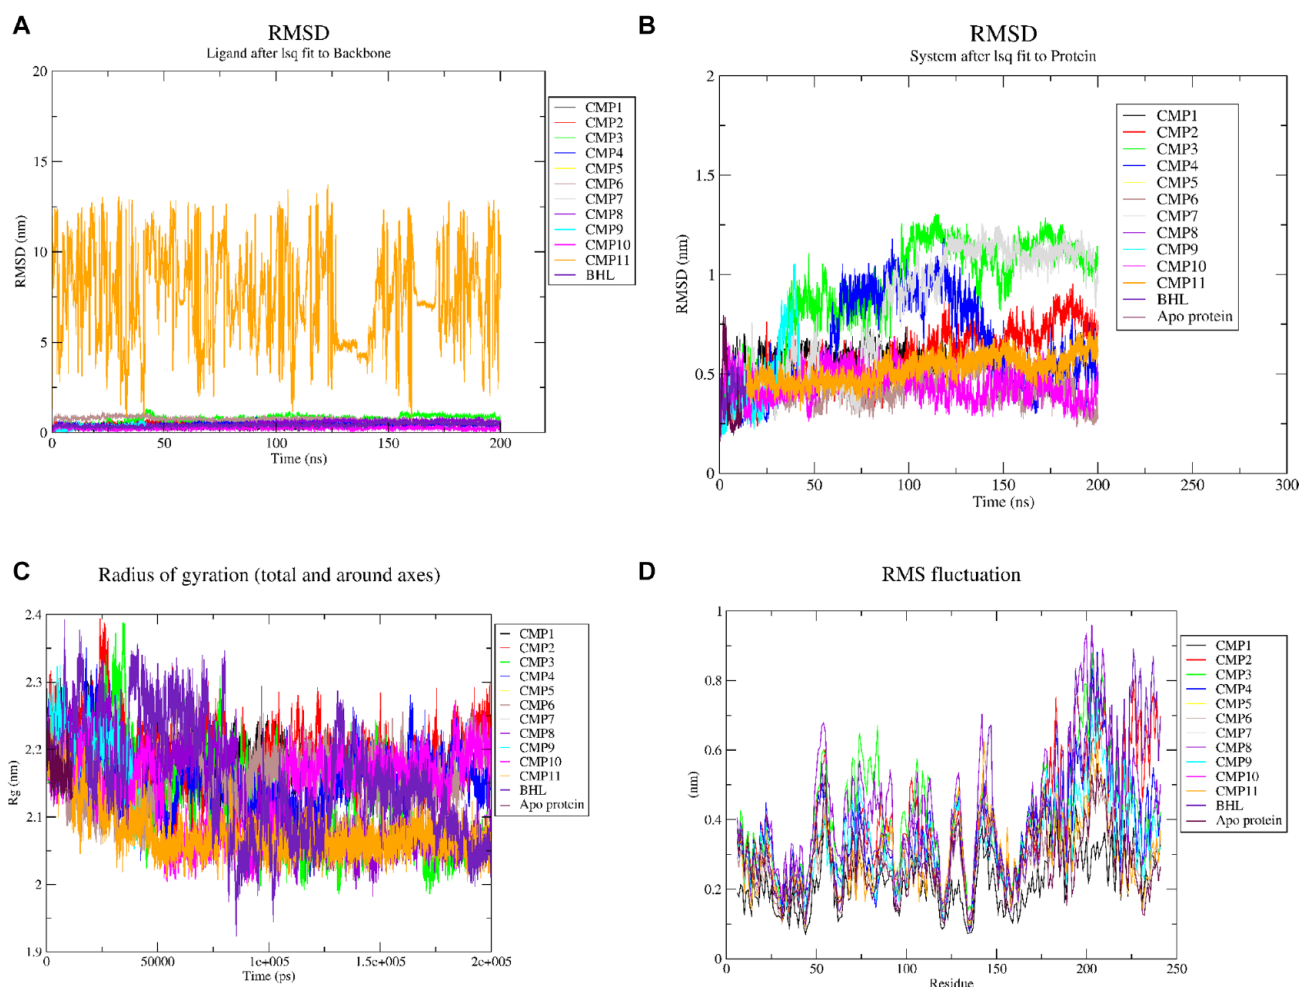 A
RMSD
Ligand after lsq fit to Backbone
20
15
10
5
0
RMSD (nm)
0
50
100
150
200
Time (ns)
CMP1
CMP2
CMP3
CMP4
CMP5
CMP6
CMP7
CMP8
CMP9
CMP10
CMP11
BHL
B
RMSD
System after lsq fit to Protein
2
1.5
1
0.5
0
RMSD (nm)
0
50
100
150
200
250
300
Time (ns)
CMP1
CMP2
CMP3
CMP4
CMP5
CMP6
CMP7
CMP8
CMP9
CMP10
CMP11
BHL
Apo protein
C
Radius of gyration (total and around axes)
2.4
2.3
2.2
2.1
2
1.9
Rg (nm)
0
50000
1e+005
1.5e+005
2e+005
Time (ps)
CMP1
CMP2
CMP3
CMP4
CMP5
CMP6
CMP7
CMP8
CMP9
CMP10
CMP11
BHL
Apo protein
D
RMS fluctuation
1
0.8
0.6
0.4
0.2
0
(nm)
0
50
100
150
200
250
Residue
CMP1
CMP2
CMP3
CMP4
CMP5
CMP6
CMP7
CMP8
CMP9
CMP10
CMP11
BHL
Apo protein